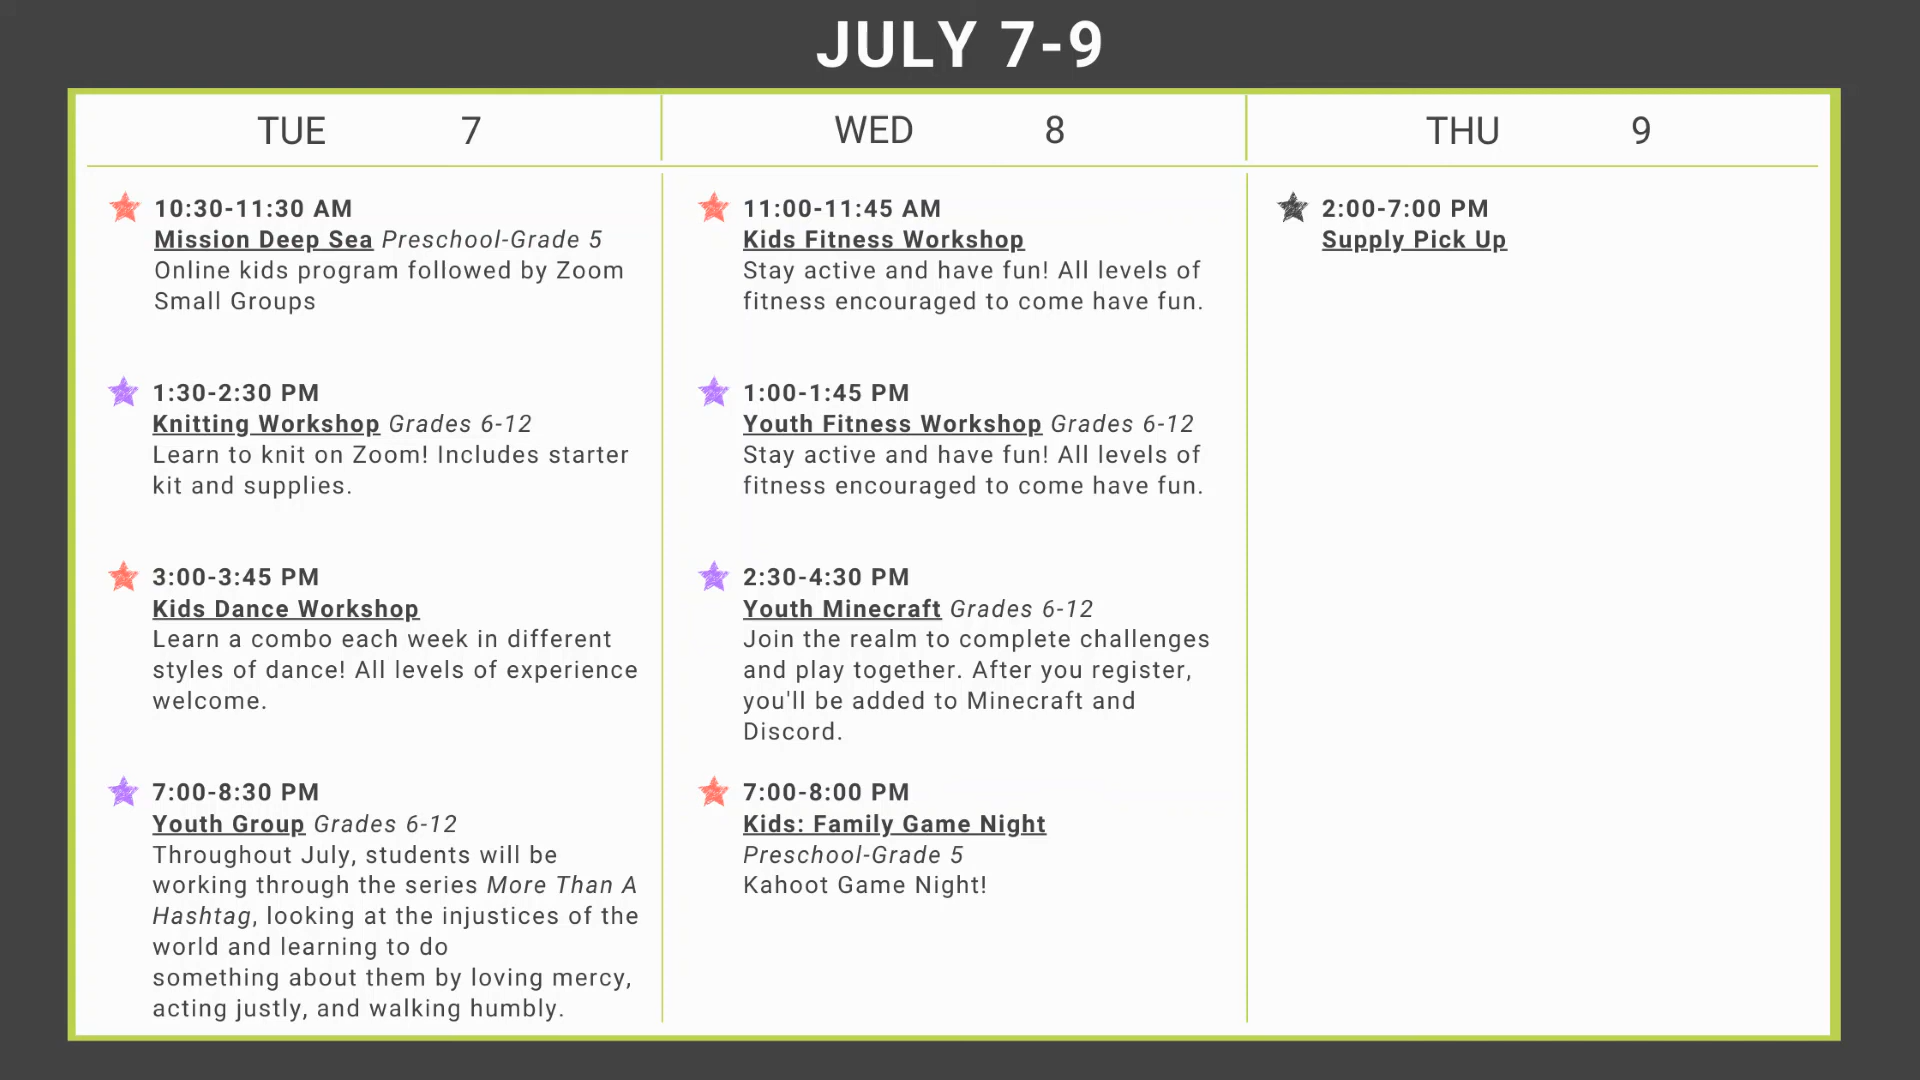 JULY 7-9
TUE 7
10:30-11:30 AM
Mission Deep Sea Preschool-Grade 5
Online kids program followed by Zoom
Small Groups
1:30-2:30 PM
Knitting Workshop Grades 6-12
Learn to knit on Zoom! Includes starter
kit and supplies.
3:00-3:45 PM
Kids Dance Workshop
Learn a combo each week in different
styles of dance! All levels of experience
welcome.
7:00-8:30 PM
Youth Group Grades 6-12
Throughout July, students will be
working through the series More Than A
Hashtag, looking at the injustices of the
world and learning to do
something about them by loving mercy,
acting justly, and walking humbly.
WED 8
11:00-11:45 AM
Kids Fitness Workshop
Stay active and have fun! All levels of
fitness encouraged to come have fun.
1:00-1:45 PM
Youth Fitness Workshop Grades 6-12
Stay active and have fun! All levels of
fitness encouraged to come have fun.
2:30-4:30 PM
Youth Minecraft Grades 6-12
Join the realm to complete challenges
and play together. After you register,
you'll be added to Minecraft and
Discord.
7:00-8:00 PM
Kids: Family Game Night
Preschool-Grade 5
Kahoot Game Night!
THU 9
2:00-7:00 PM
Supply Pick Up